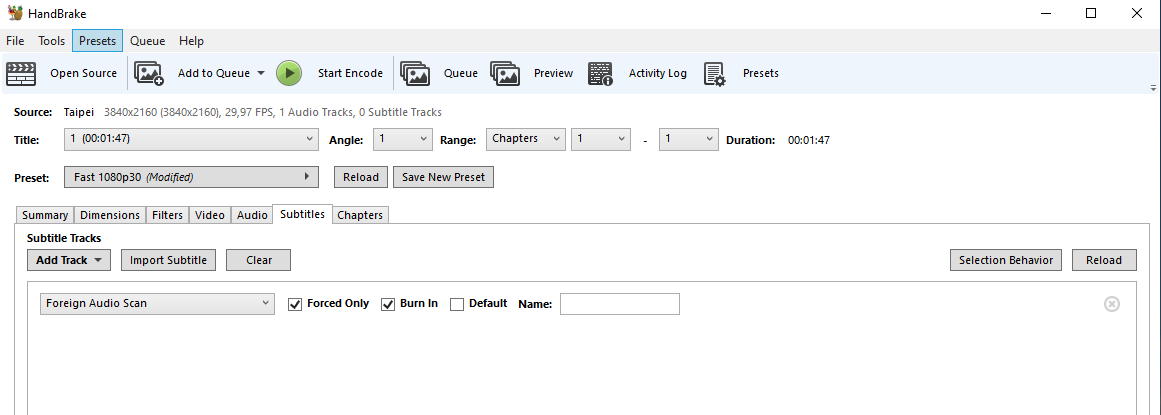 HandBrake
File Tools Presets Queue Help
Open Source Add to Queue Start Encode Queue Preview Activity Log Presets
Source: Taipei 3840x2160 (3840x2160), 29,97 FPS, 1 Audio Tracks, 0 Subtitle Tracks
Title: 1 (00:01:47) Angle: 1 Range: Chapters 1 - 1 Duration: 00:01:47
Preset: Fast 1080p30 (Modified) Reload Save New Preset
Summary Dimensions Filters Video Audio Subtitles Chapters
Subtitle Tracks
Add Track Import Subtitle Clear Selection Behavior Reload
Foreign Audio Scan Forced Only Burn In Default Name: